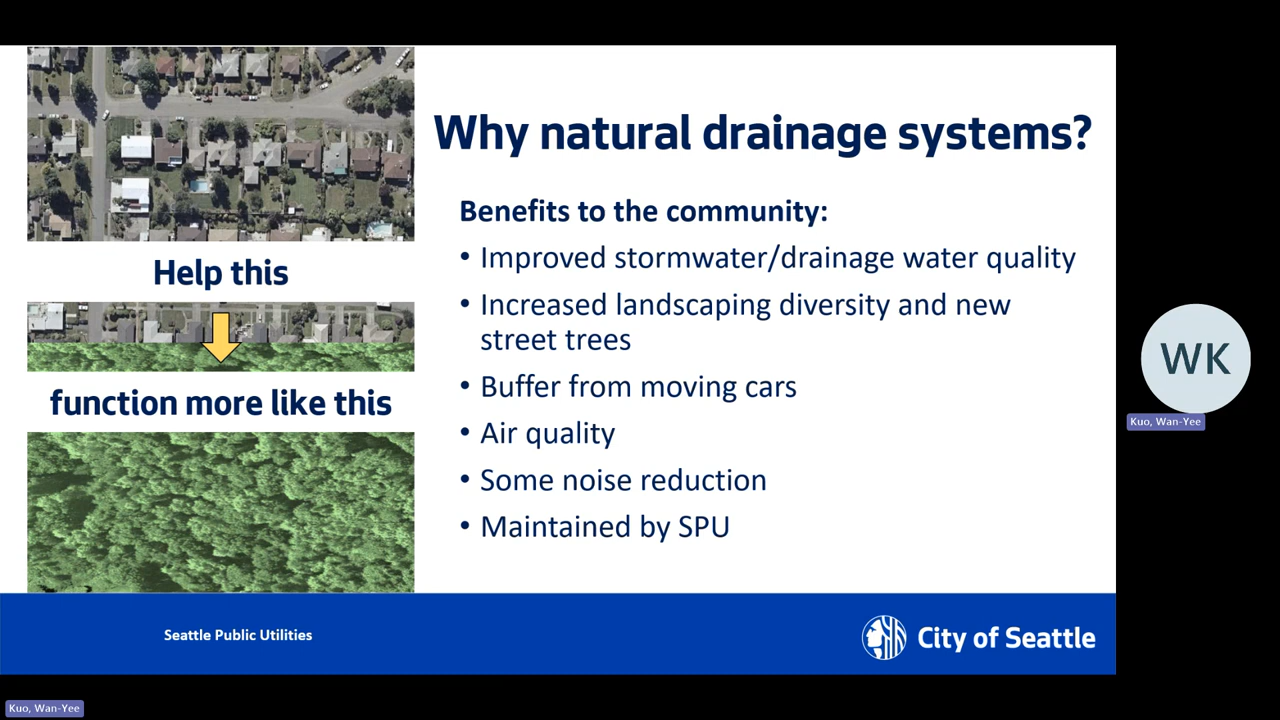 Why natural drainage systems?
Help this
function more like this
Benefits to the community:
• Improved stormwater/drainage water quality
• Increased landscaping diversity and new
street trees
• Buffer from moving cars
• Air quality
• Some noise reduction
• Maintained by SPU
Seattle Public Utilities
City of Seattle
WK
Kuo, Wan-Yee
Kuo, Wan-Yee